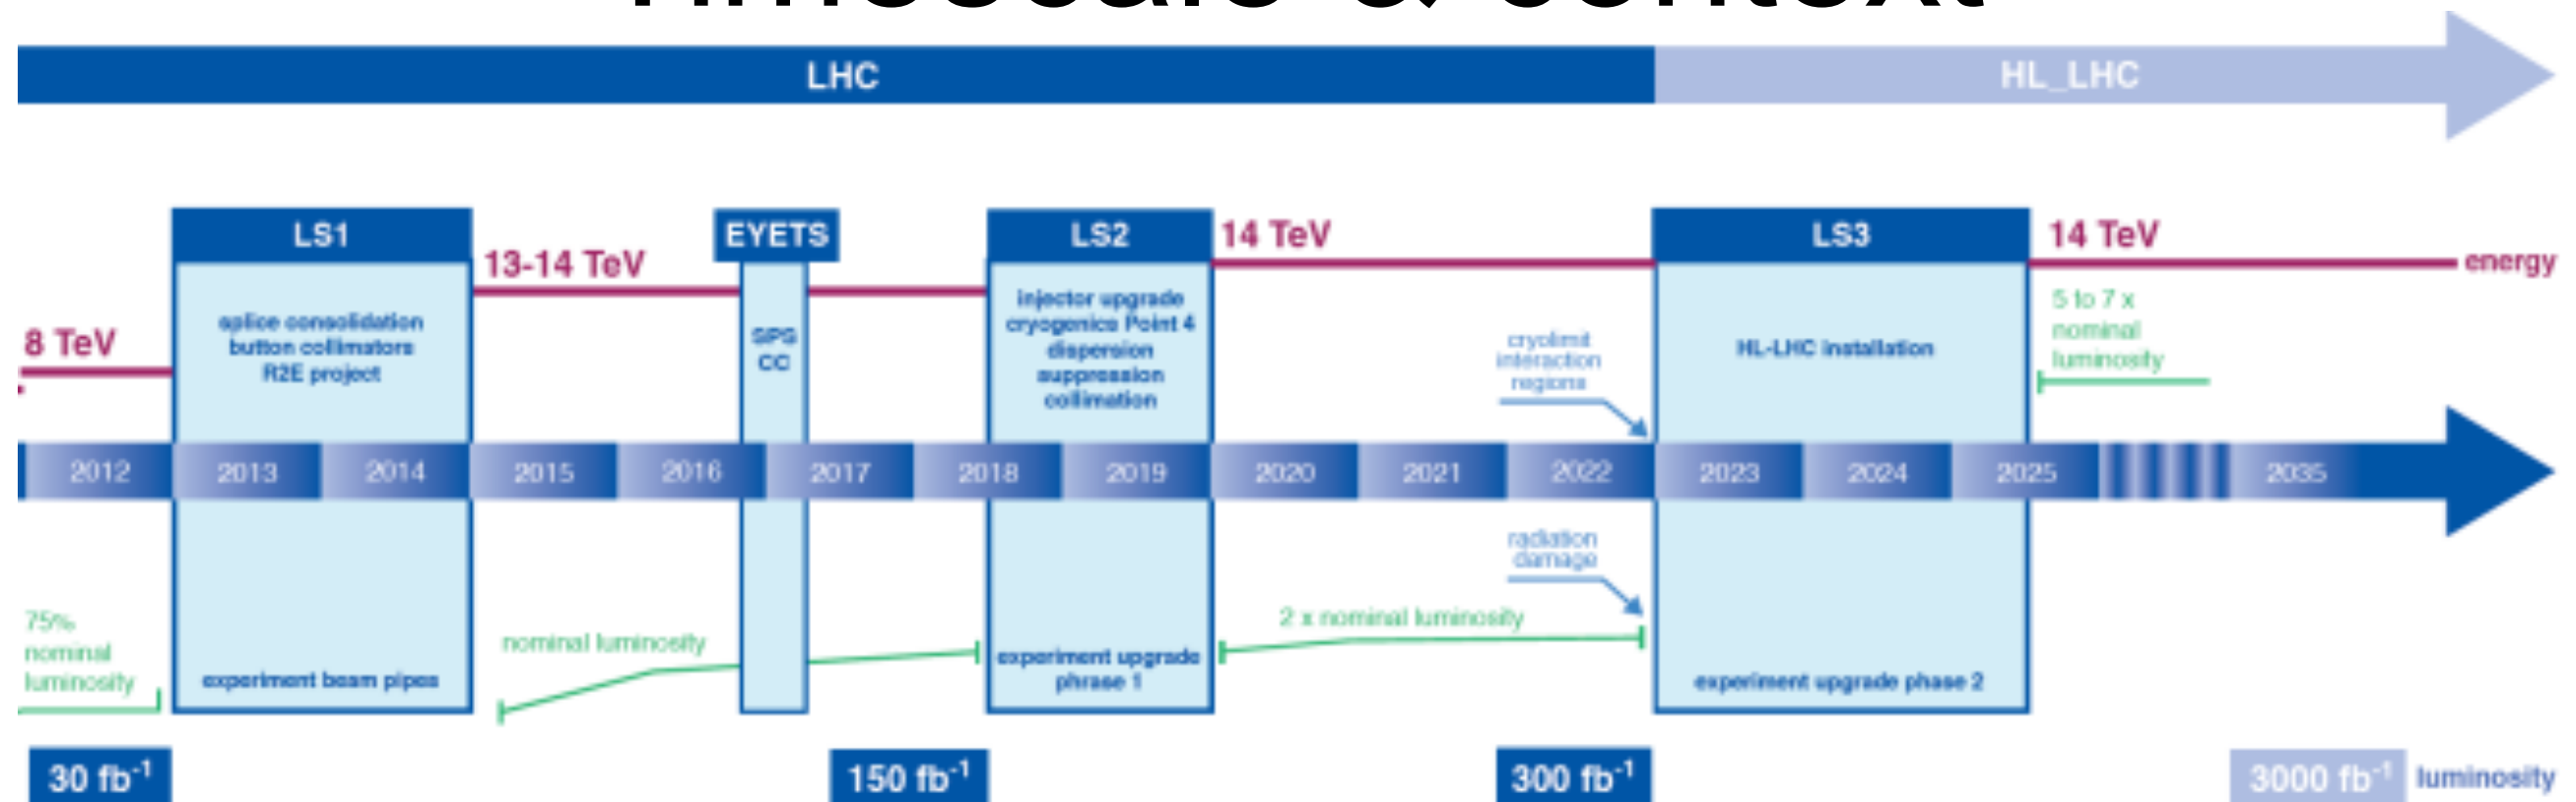 Timescale & context
LHC
HL_LHC
LS1
EYETS
LS2
14 TeV
LS3
14 TeV
13-14 TeV
energy
8 TeV
splice consolidation
button collimators
R2E project
SPS
CC
injector upgrade
cryogenics Point 4
dispersion
suppression
collimation
cryolimit
interaction
regions
HL-LHC installation
5 to 7 x
nominal
luminosity
2012
2013
2014
2015
2016
2017
2018
2019
2020
2021
2022
2023
2024
2025
2035
radiation
damage
75%
nominal
luminosity
experiment beam pipes
nominal luminosity
experiment upgrade
phrase 1
2 x nominal luminosity
experiment upgrade phase 2
30 fb-1
150 fb-1
300 fb-1
3000 fb-1
luminosity